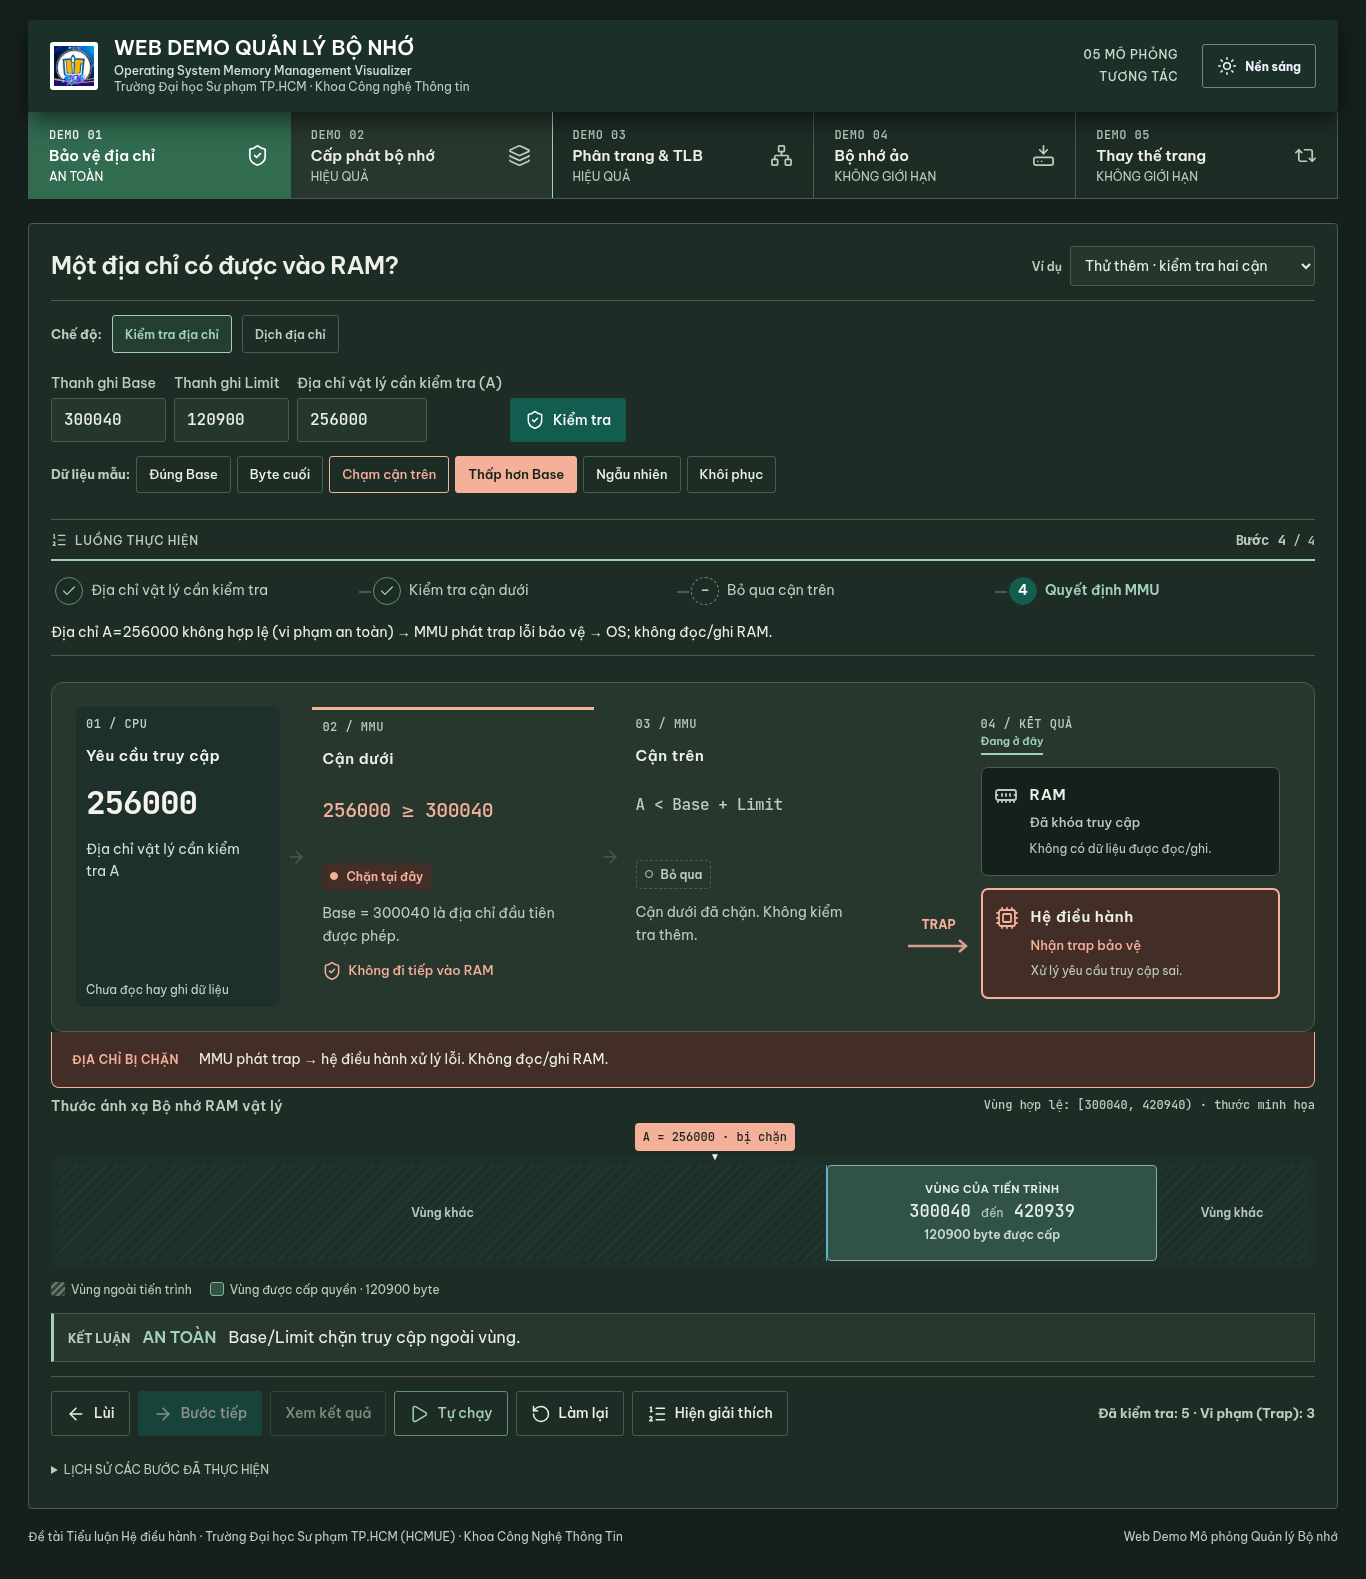 WEB DEMO QUẢN LÝ BỘ NHỚ
Operating System Memory Management Visualizer
Trường Đại học Sư phạm TP.HCM · Khoa Công nghệ Thông tin
05 MÔ PHỎNG
TƯƠNG TÁC
Nền sáng
DEMO 01
Bảo vệ địa chỉ
AN TOÀN
DEMO 02
Cấp phát bộ nhớ
HIỆU QUẢ
DEMO 03
Phân trang & TLB
HIỆU QUẢ
DEMO 04
Bộ nhớ ảo
KHÔNG GIỚI HẠN
DEMO 05
Thay thế trang
KHÔNG GIỚI HẠN
Một địa chỉ có được vào RAM?
Ví dụ
Thử thêm · kiểm tra hai cận
Chế độ:
Kiểm tra địa chỉ
Dịch địa chỉ
Thanh ghi Base
Thanh ghi Limit
Địa chỉ vật lý cần kiểm tra (A)
300040
120900
256000
Kiểm tra
Dữ liệu mẫu:
Đúng Base
Byte cuối
Chạm cận trên
Thấp hơn Base
Ngẫu nhiên
Khôi phục
LUỒNG THỰC HIỆN
Bước 4 / 4
Địa chỉ vật lý cần kiểm tra
Kiểm tra cận dưới
Bỏ qua cận trên
4 Quyết định MMU
Địa chỉ A=256000 không hợp lệ (vi phạm an toàn) → MMU phát trap lỗi bảo vệ → OS; không đọc/ghi RAM.
01 / CPU
Yêu cầu truy cập
256000
Địa chỉ vật lý cần kiểm
tra A
Chưa đọc hay ghi dữ liệu
02 / MMU
Cận dưới
256000 ≥ 300040
Chặn tại đây
Base = 300040 là địa chỉ đầu tiên
được phép.
Không đi tiếp vào RAM
03 / MMU
Cận trên
A < Base + Limit
Bỏ qua
Cận dưới đã chặn. Không kiểm
tra thêm.
TRAP
04 / KẾT QUẢ
Đang ở đây
RAM
Đã khóa truy cập
Không có dữ liệu được đọc/ghi.
Hệ điều hành
Nhận trap bảo vệ
Xử lý yêu cầu truy cập sai.
ĐỊA CHỈ BỊ CHẶN
MMU phát trap → hệ điều hành xử lý lỗi. Không đọc/ghi RAM.
Thước ánh xạ Bộ nhớ RAM vật lý
Vùng hợp lệ: [300040, 420940) · thước minh họa
A = 256000 · bị chặn
Vùng khác
VÙNG CỦA TIẾN TRÌNH
300040 đến 420939
120900 byte được cấp
Vùng khác
Vùng ngoài tiến trình
Vùng được cấp quyền · 120900 byte
KẾT LUẬN AN TOÀN Base/Limit chặn truy cập ngoài vùng.
Lùi
Bước tiếp
Xem kết quả
Tự chạy
Làm lại
Hiện giải thích
Đã kiểm tra: 5 · Vi phạm (Trap): 3
LỊCH SỬ CÁC BƯỚC ĐÃ THỰC HIỆN
Đề tài Tiểu luận Hệ điều hành · Trường Đại học Sư phạm TP.HCM (HCMUE) · Khoa Công Nghệ Thông Tin
Web Demo Mô phỏng Quản lý Bộ nhớ